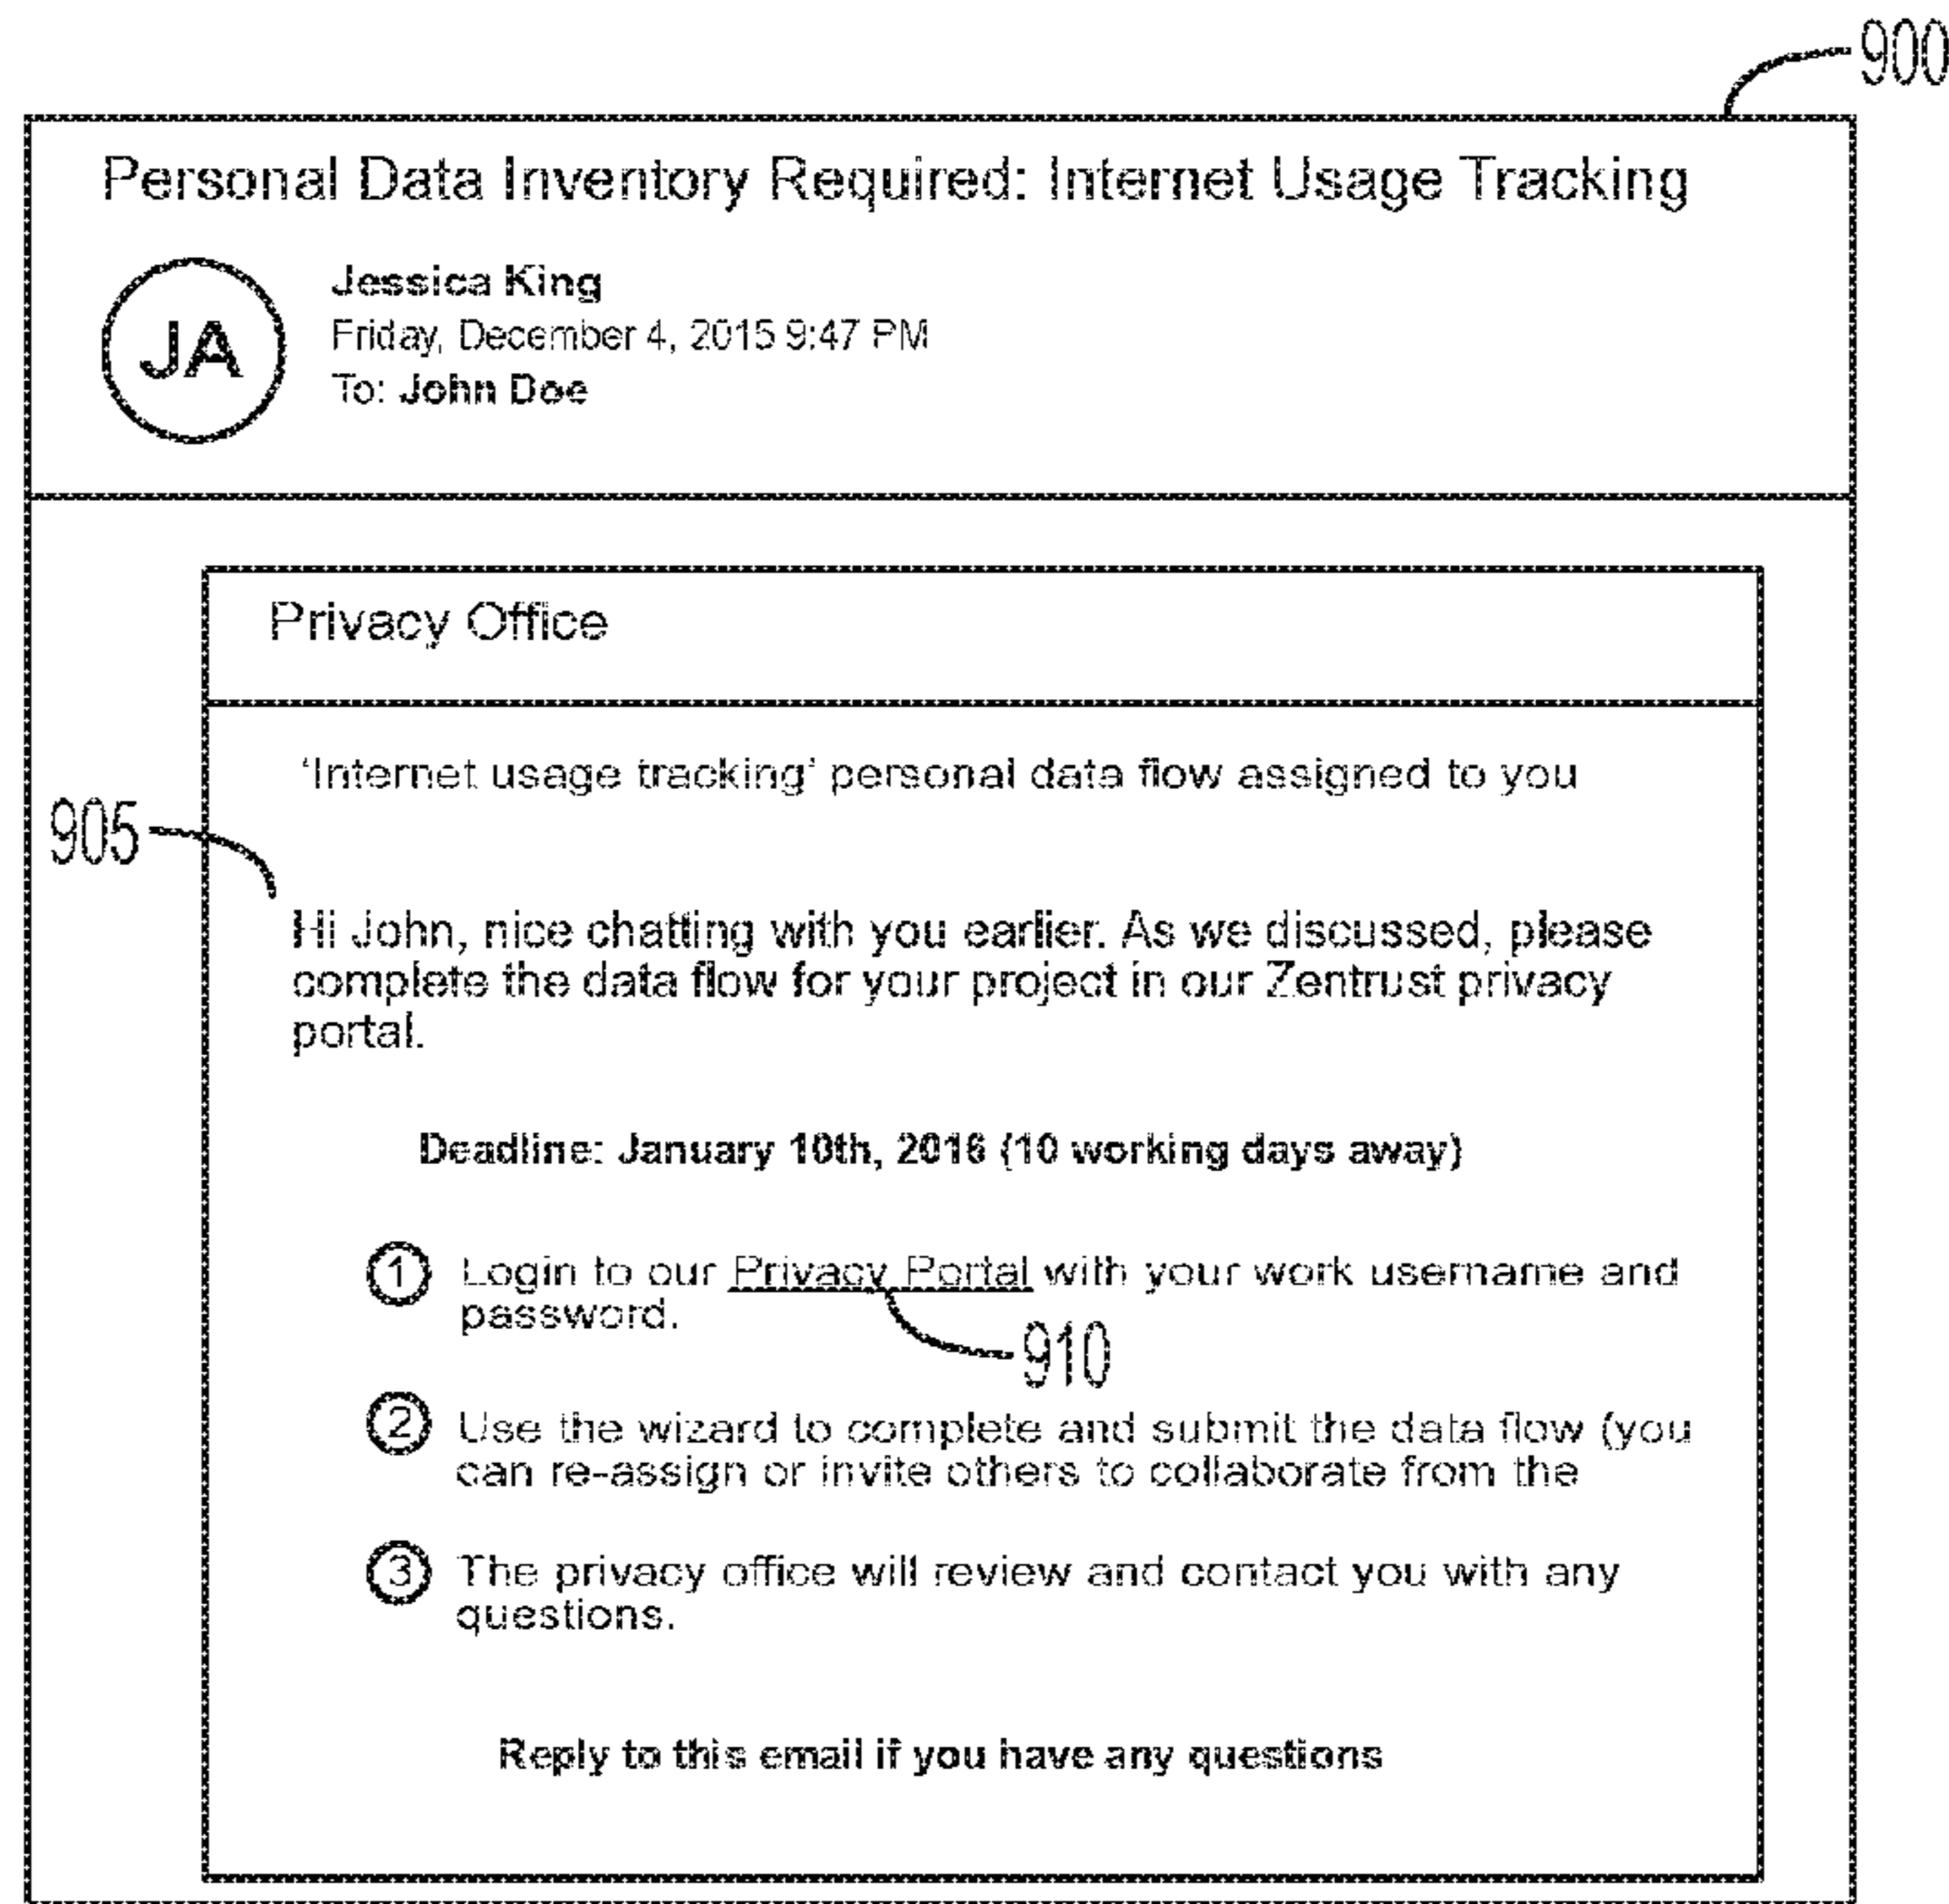 900
Personal Data Inventory Required: Internet Usage Tracking
JA
Jessica King
Friday, December 4, 2015 9:47 PM
To: John Doe
Privacy Office
'Internet usage tracking' personal data flow assigned to you
905
Hi John, nice chatting with you earlier. As we discussed, please
complete the data flow for your project in our Zentrust privacy
portal.
Deadline: January 10th, 2016 (10 working days away)
1 Login to our Privacy Portal with your work username and
password.
910
2 Use the wizard to complete and submit the data flow (you
can re-assign or invite others to collaborate from the
3 The privacy office will review and contact you with any
questions.
Reply to this email if you have any questions